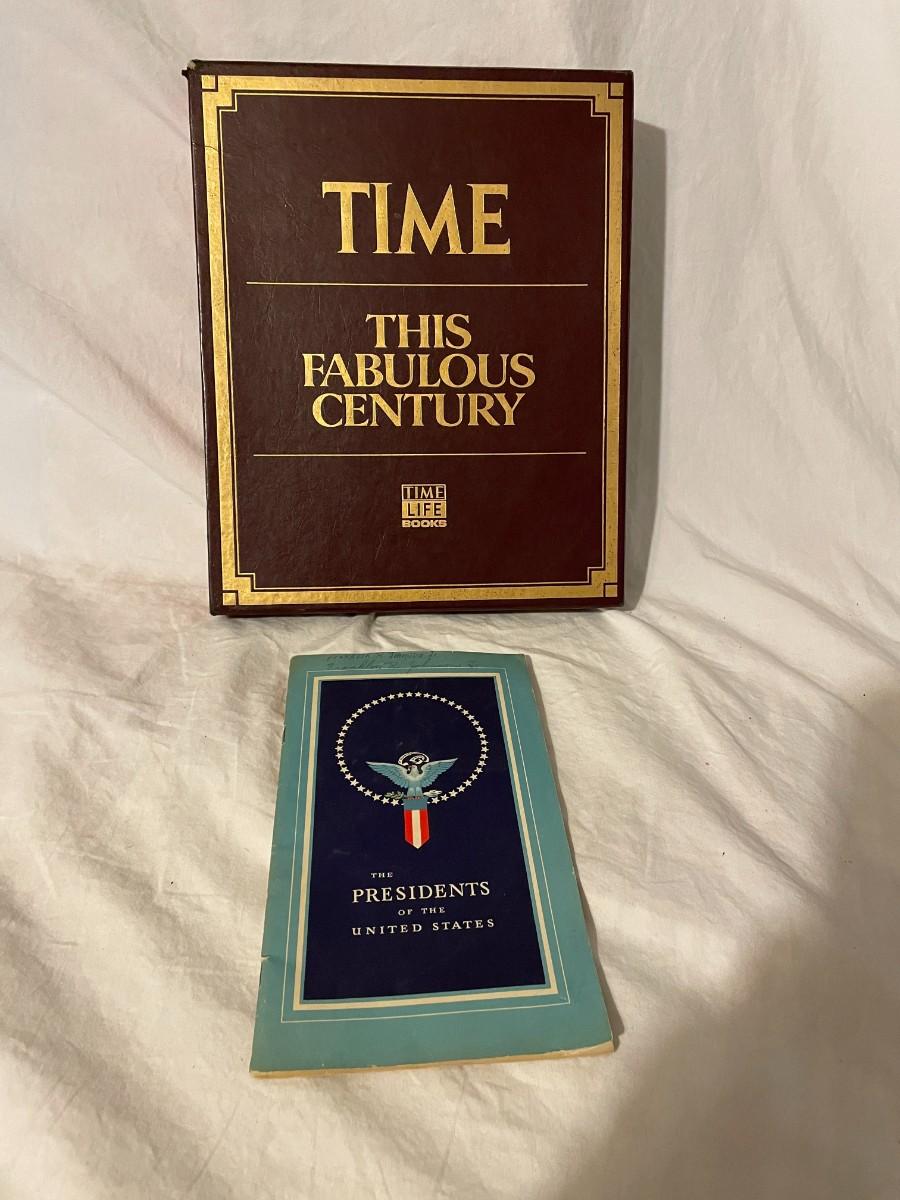 TIME
THIS
FABULOUS
CENTURY
TIME
LIFE
BOOKS
THE
PRESIDENTS
OF THE
UNITED STATES